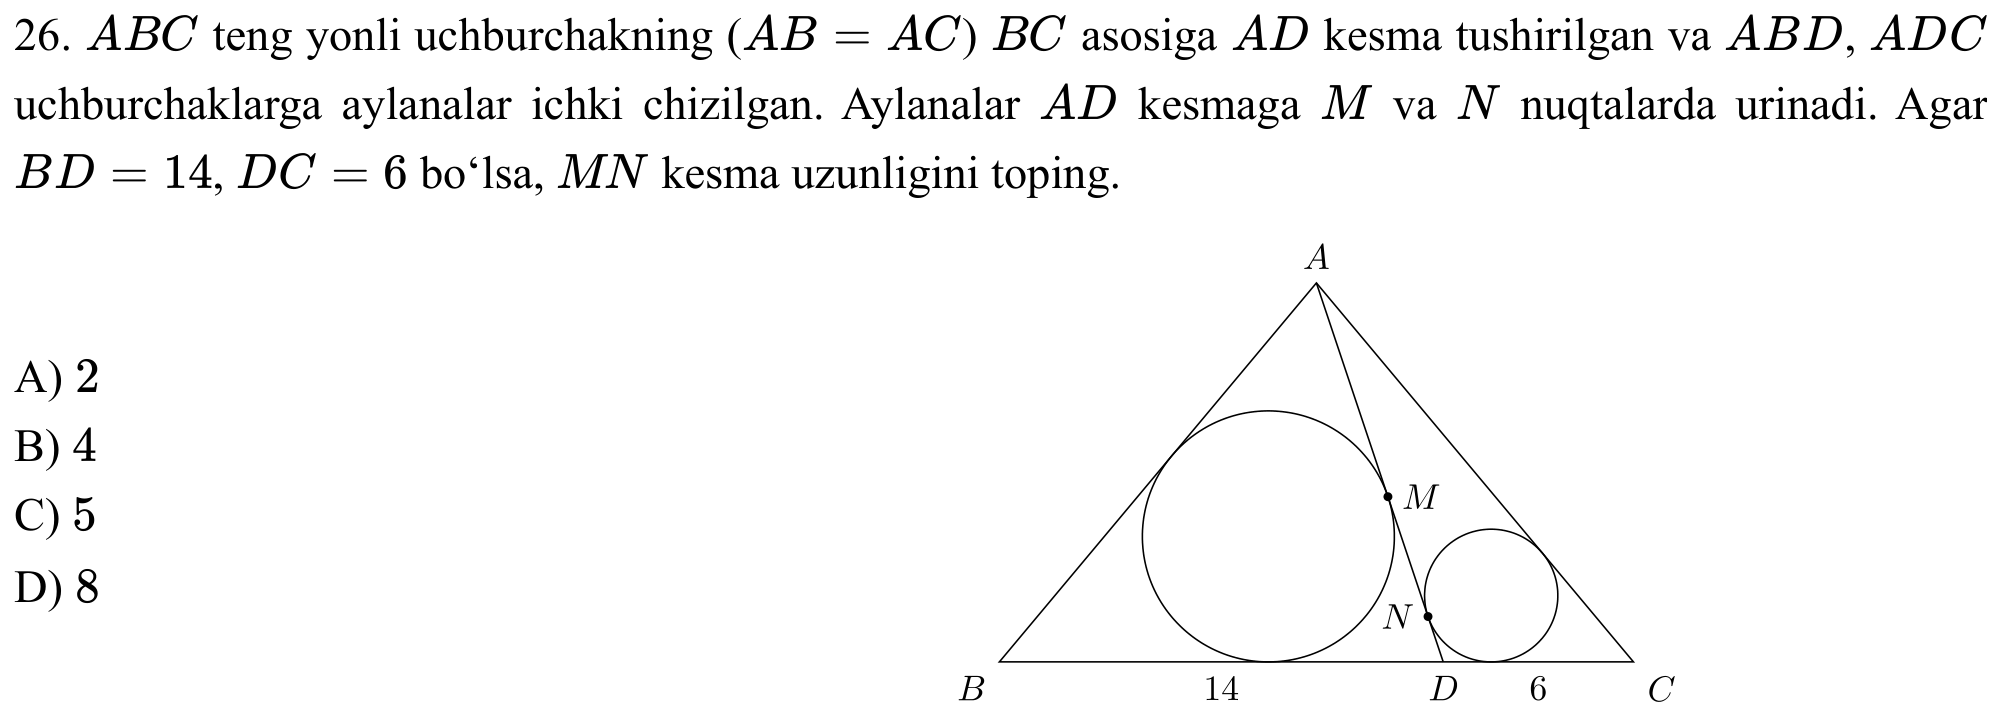 26. ABC teng yonli uchburchakning (AB = AC) BC asosiga AD kesma tushirilgan va ABD, ADC
uchburchaklarga aylanalar ichki chizilgan. Aylanalar AD kesmaga M va N nuqtalarda urinadi. Agar
BD = 14, DC = 6 bo‘lsa, MN kesma uzunligini toping.
A
A) 2
B) 4
M
C) 5
D) 8
N
B 14 D 6 C